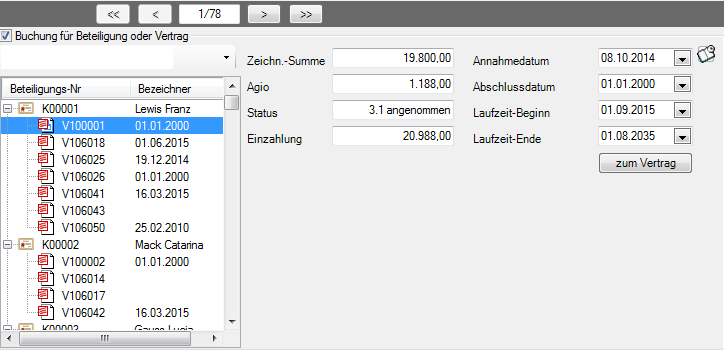 << < 1/78 > >>
Buchung für Beteiligung oder Vertrag
Beteiligungs-Nr Bezeichner
K00001 Lewis Franz
V100001 01.01.2000
V106018 01.06.2015
V106025 19.12.2014
V106026 01.01.2000
V106041 16.03.2015
V106043
V106050 25.02.2010
K00002 Mack Catarina
V100002 01.01.2000
V106014
V106017
V106042 16.03.2015
K00003 Gauss Lucia
Zeichn.-Summe 19.800,00
Agio 1.188,00
Status 3.1 angenommen
Einzahlung 20.988,00
Annahmedatum 08.10.2014
Abschlussdatum 01.01.2000
Laufzeit-Beginn 01.09.2015
Laufzeit-Ende 01.08.2035
zum Vertrag